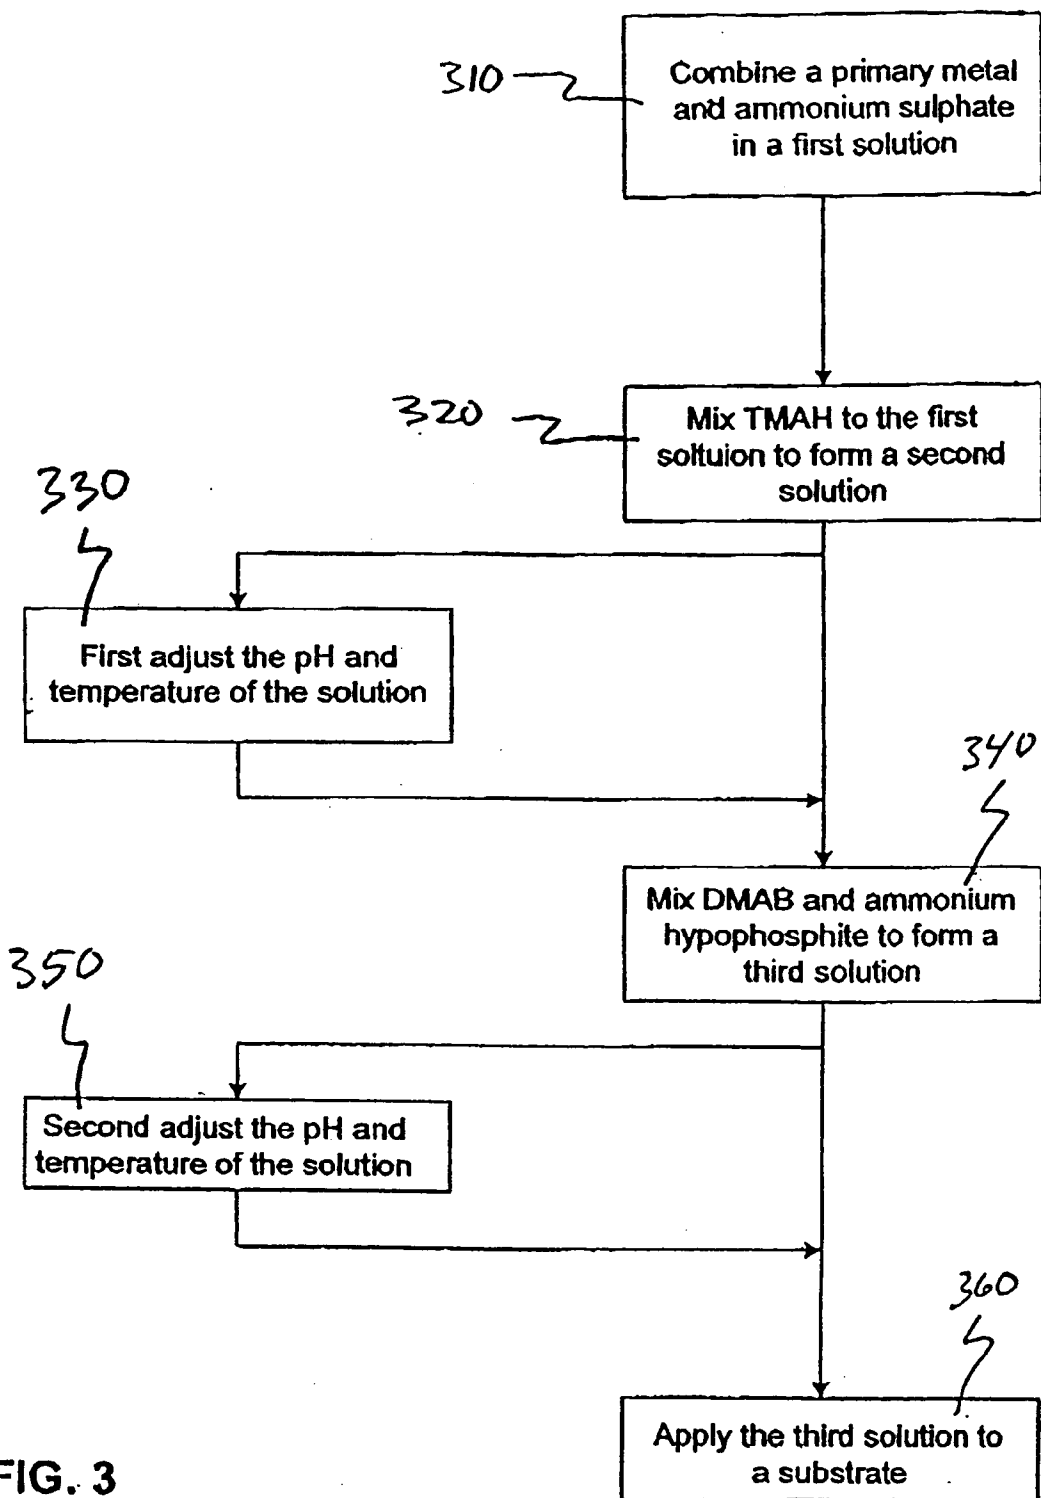 310
Combine a primary metal
and ammonium sulphate
in a first solution
320
Mix TMAH to the first
soltuion to form a second
solution
330
First adjust the pH and
temperature of the solution
340
Mix DMAB and ammonium
hypophosphite to form a
third solution
350
Second adjust the pH and
temperature of the solution
360
Apply the third solution to
a substrate
FIG. 3